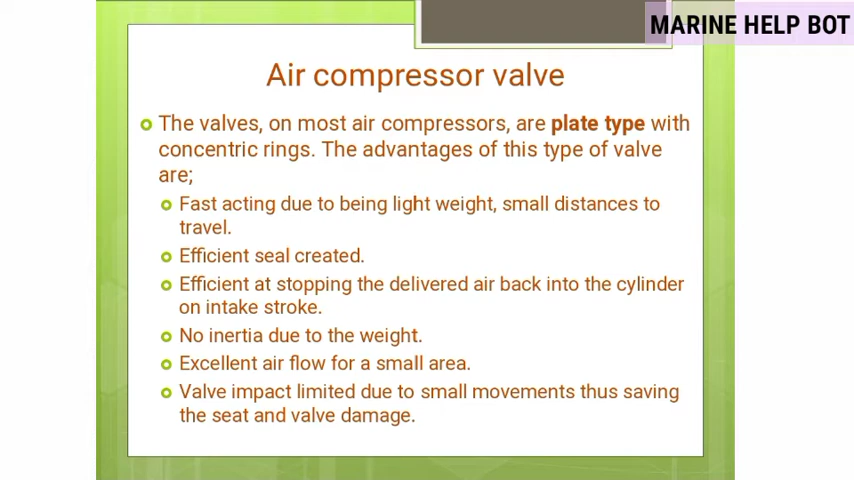 MARINE HELP BOT
Air compressor valve
The valves, on most air compressors, are plate type with
concentric rings. The advantages of this type of valve
are;
Fast acting due to being light weight, small distances to
travel.
Efficient seal created.
Efficient at stopping the delivered air back into the cylinder
on intake stroke.
No inertia due to the weight.
Excellent air flow for a small area.
Valve impact limited due to small movements thus saving
the seat and valve damage.